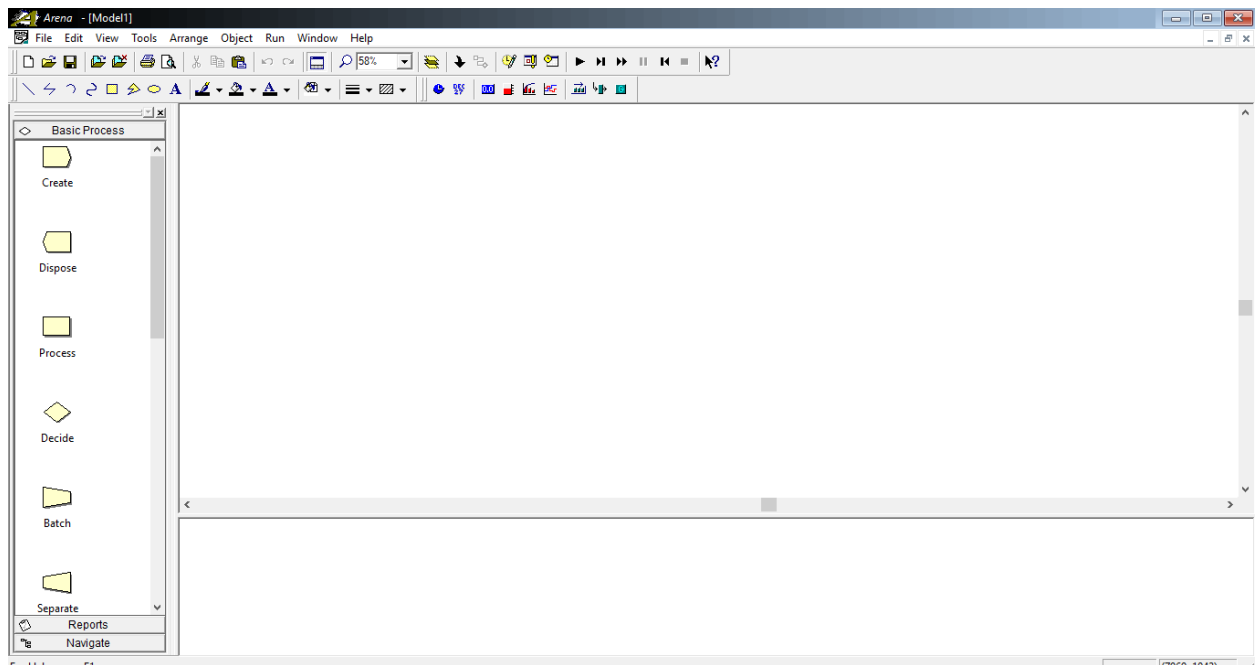 Arena - [Model1]
File Edit View Tools Arrange Object Run Window Help
58%
A A
Basic Process
Create
Dispose
Process
Decide
Batch
Separate
Reports
Navigate